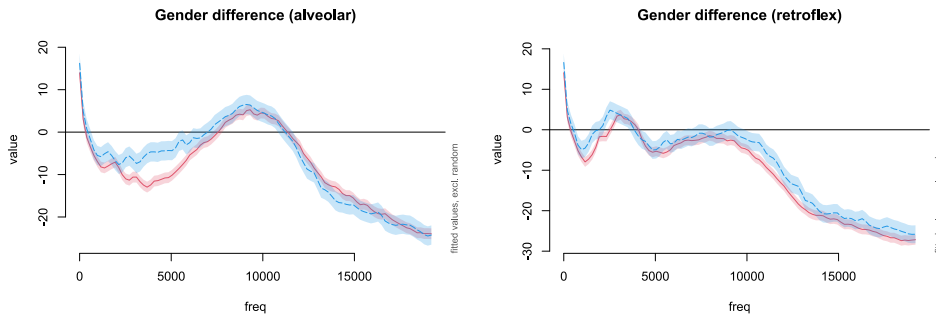 Gender difference (alveolar)
value
20
10
0
-10
-20
0
5000
10000
15000
freq
fitted values, excl. random
Gender difference (retroflex)
value
20
10
0
-10
-20
-30
0
5000
10000
15000
freq